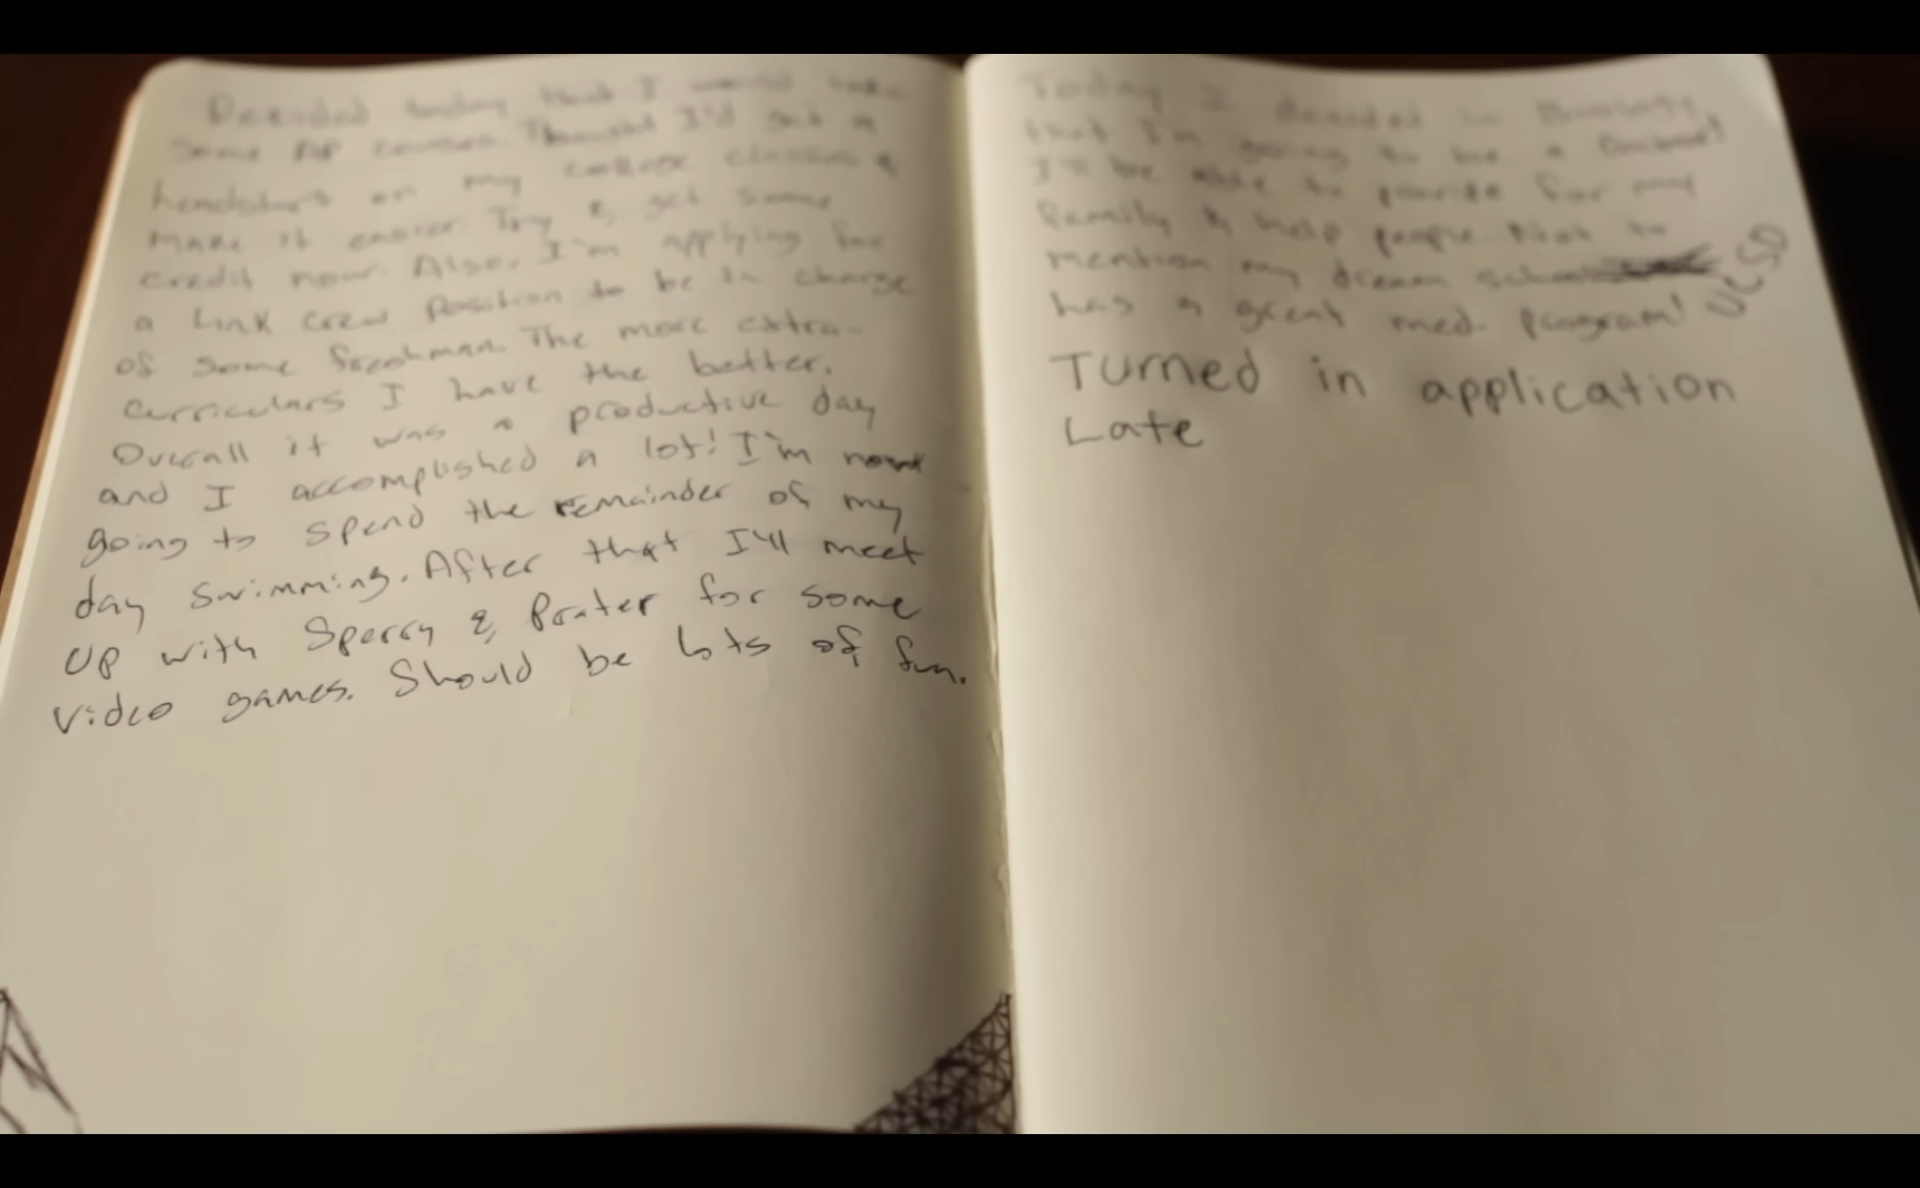 Decided today that I would take
some AP courses. Thought I'd get a
headstart on my college classes &
make it easier. Try & get some
credit now. Also, I'm applying for
a Link Crew Position to be in charge
of some freshman. The more extra-
curriculars I have the better.
Overall it was a productive day
and I accomplished a lot! I'm now
going to spend the remainder of my
day swimming. After that I'll meet
up with Sperry & Prater for some
video games. Should be lots of fun.
Today I decided in Biology
that I'm going to be a Doctor!
I'll be able to provide for my
family & help people. Not to
mention my dream school
UCSD
has a great med. program!
Turned in application
Late